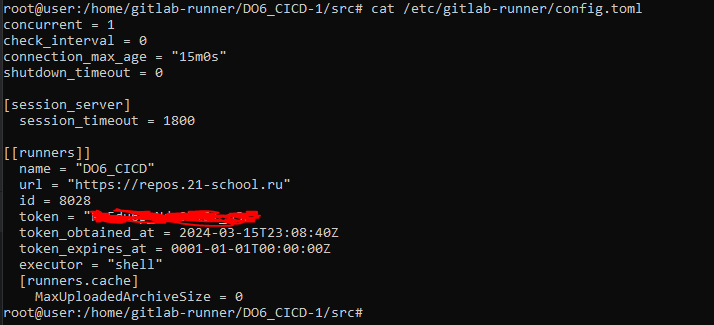 root@user:/home/gitlab-runner/DO6_CICD-1/src# cat /etc/gitlab-runner/config.toml
concurrent = 1
check_interval = 0
connection_max_age = "15m0s"
shutdown_timeout = 0
[session_server]
session_timeout = 1800
[[runners]]
name = "DO6_CICD"
url = "https://repos.21-school.ru"
id = 8028
token = "
token_obtained_at = 2024-03-15T23:08:40Z
token_expires_at = 0001-01-01T00:00:00Z
executor = "shell"
[runners.cache]
MaxUploadedArchiveSize = 0
root@user:/home/gitlab-runner/DO6_CICD-1/src#